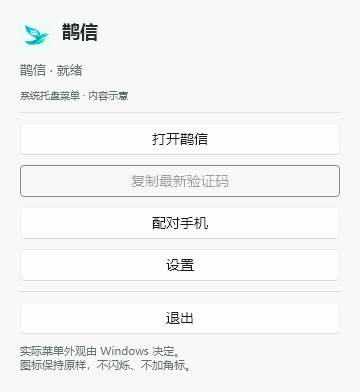 鹊信
鹊信 · 就绪
系统托盘菜单 · 内容示意
打开鹊信
复制最新验证码
配对手机
设置
退出
实际菜单外观由 Windows 决定。
图标保持原样，不闪烁、不加角标。